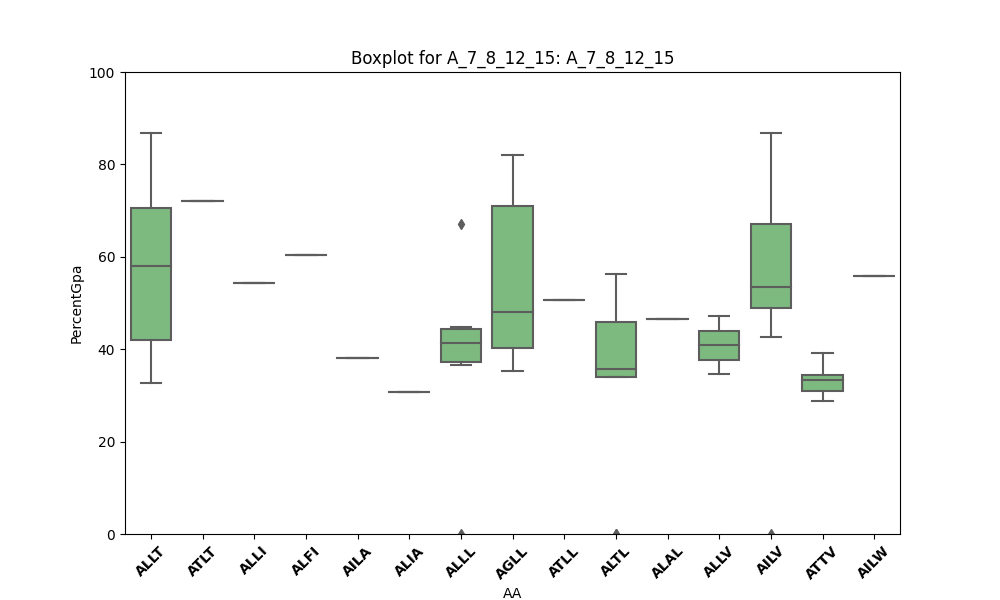 Boxplot for A_7_8_12_15: A_7_8_12_15
PercentGpa
100
80
60
40
20
0
ALLT ATLT ALLI ALFI AILA ALIA ALLL AGLL ATLL ALTL ALAL ALLV AILV ATTV AILW
AA